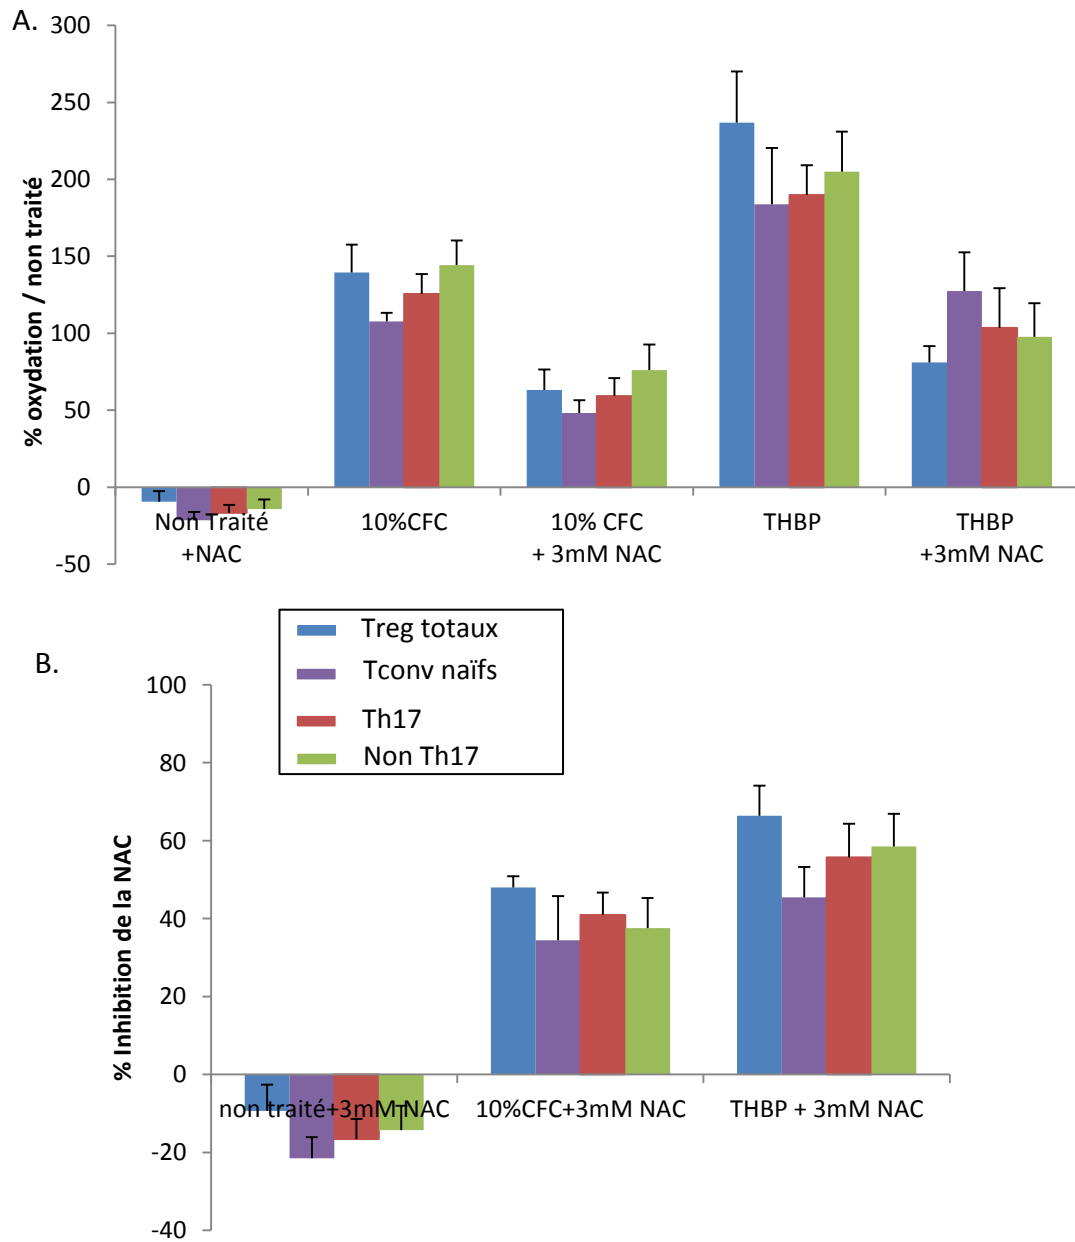 A.
% oxydation / non traité
300
250
200
150
100
50
0
-50
Non Traité
+NAC
10%CFC
10% CFC
+ 3mM NAC
THBP
THBP
+3mM NAC
Treg totaux
Tconv naïfs
Th17
Non Th17
B.
% Inhibition de la NAC
100
80
60
40
20
0
-20
-40
non traité+3mM NAC
10%CFC+3mM NAC
THBP + 3mM NAC